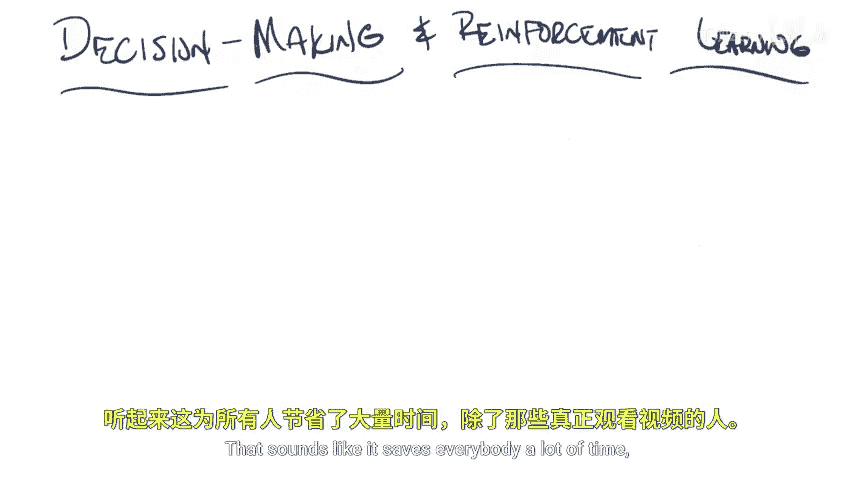 DECISION-MAKING & REINFORCEMENT LEARNING
听起来这为所有人节省了大量时间，除了那些真正观看视频的人。
That sounds like it saves everybody a lot of time,